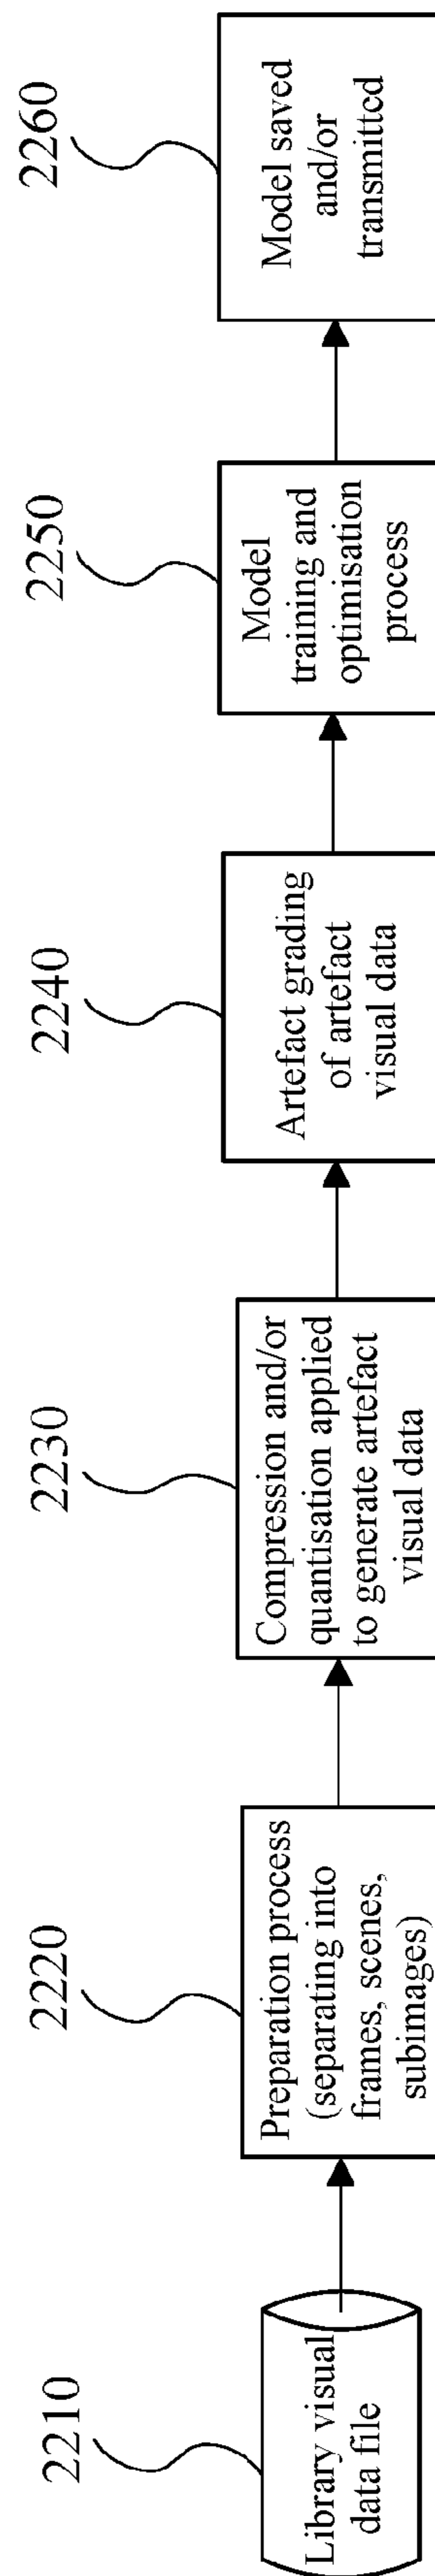 2210
Library visual
data file
2220
Preparation process
(separating into
frames, scenes,
subimages)
2230
Compression and/or
quantisation applied
to generate artefact
visual data
2240
Artefact grading
of artefact
visual data
2250
Model
training and
optimisation
process
2260
Model saved
and/or
transmitted